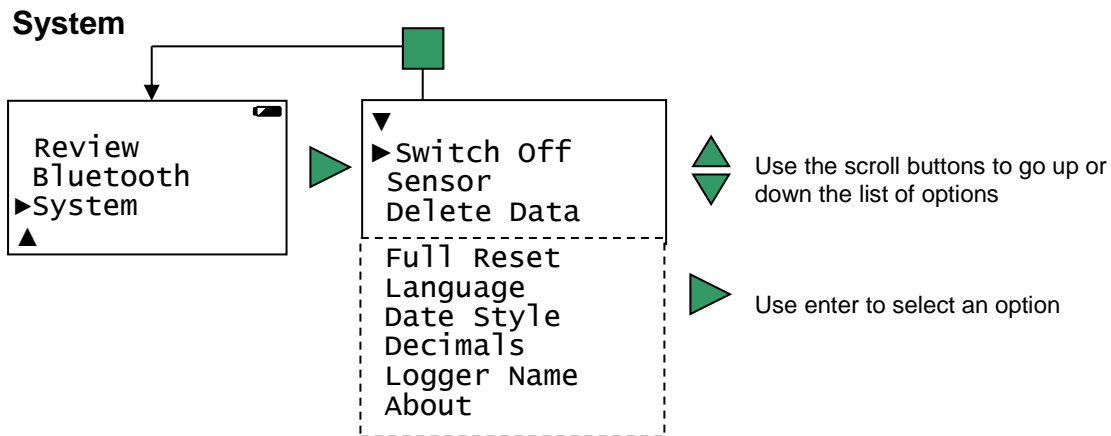 System
Review
Bluetooth
▶System
▲
▼
▶Switch Off
Sensor
Delete Data
Full Reset
Language
Date Style
Decimals
Logger Name
About
Use the scroll buttons to go up or
down the list of options
Use enter to select an option